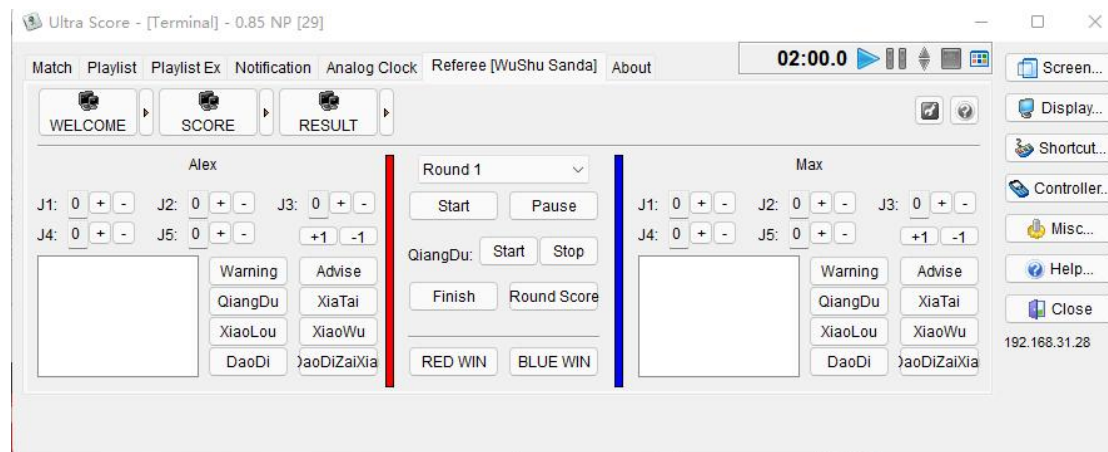 Ultra Score - [Terminal] - 0.85 NP [29]
Match Playlist Playlist Ex Notification Analog Clock Referee [WuShu Sanda] About
02:00.0
WELCOME SCORE RESULT
Alex
J1: 0 + - J2: 0 + - J3: 0 + -
J4: 0 + - J5: 0 + - +1 -1
Warning Advise
QiangDu XiaTai
XiaoLou XiaoWu
DaoDi DaoDiZaiXia
Round 1
Start Pause
QiangDu: Start Stop
Finish Round Score
RED WIN BLUE WIN
Max
J1: 0 + - J2: 0 + - J3: 0 + -
J4: 0 + - J5: 0 + - +1 -1
Warning Advise
QiangDu XiaTai
XiaoLou XiaoWu
DaoDi DaoDiZaiXia
Screen...
Display...
Shortcut...
Controller..
Misc...
Help...
Close
192.168.31.28